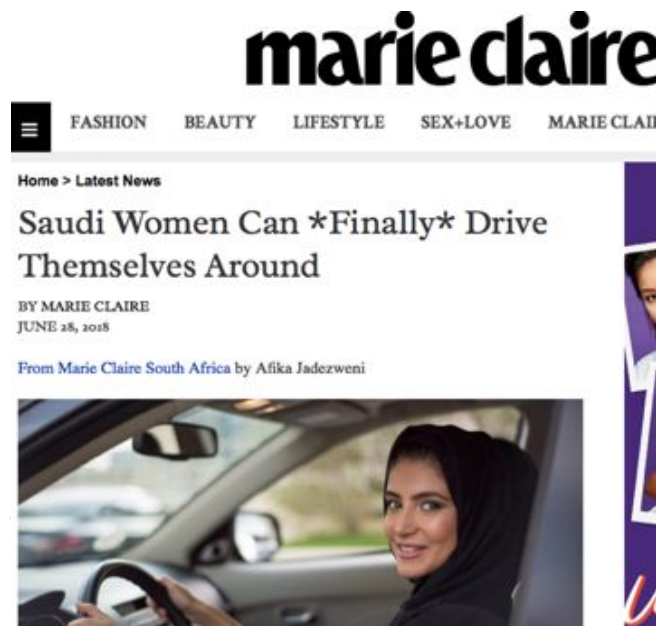 marie claire
FASHION BEAUTY LIFESTYLE SEX+LOVE MARIE CLAI
Home > Latest News
Saudi Women Can *Finally* Drive
Themselves Around
BY MARIE CLAIRE
JUNE 28, 2018
From Marie Claire South Africa by Afika Jadezweni